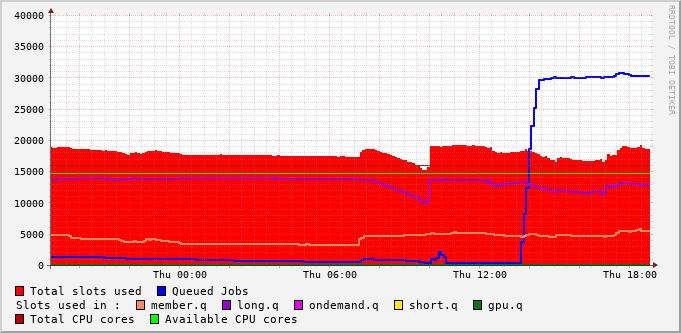 40000
35000
30000
25000
20000
15000
10000
5000
0
Thu 00:00 Thu 06:00 Thu 12:00 Thu 18:00
RRDTOOL / TOBI OETIKER
Total slots used Queued Jobs
Slots used in : member.q long.q ondemand.q short.q gpu.q
Total CPU cores Available CPU cores